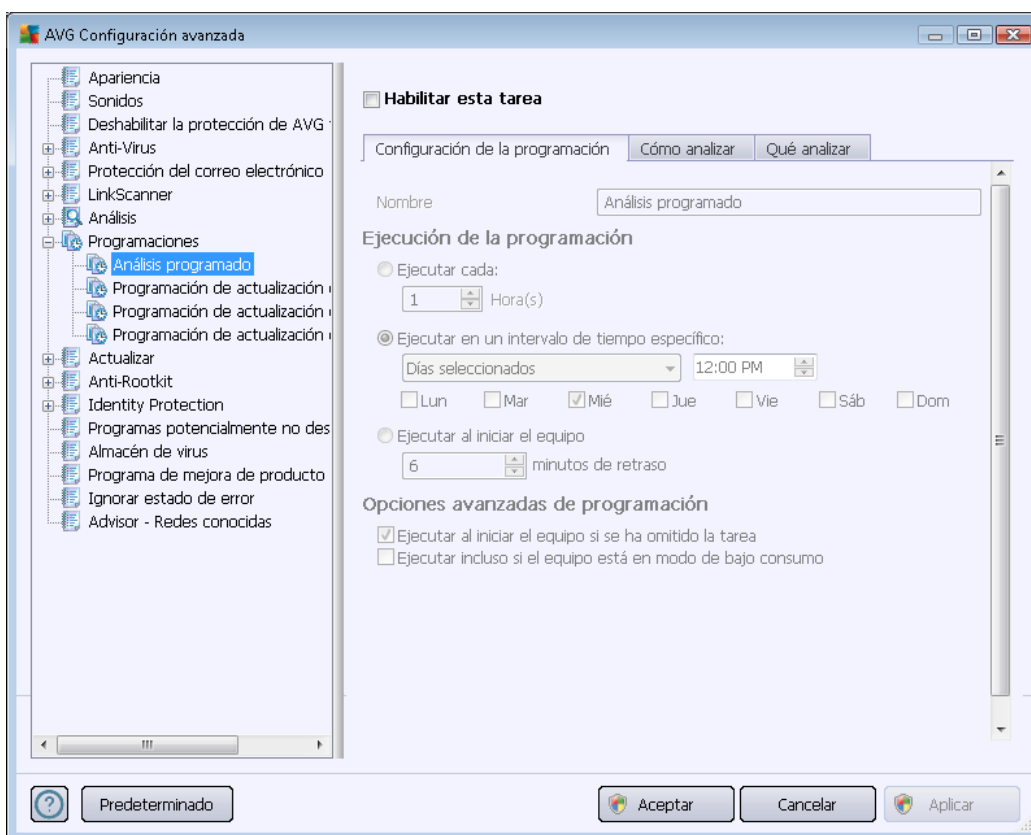 AVG Configuración avanzada
Apariencia
Sonidos
Deshabilitar la protección de AVG
Anti-Virus
Protección del correo electrónico
LinkScanner
Análisis
Programaciones
Análisis programado
Programación de actualización
Programación de actualización
Programación de actualización
Actualizar
Anti-Rootkit
Identity Protection
Programas potencialmente no des
Almacén de virus
Programa de mejora de producto
Ignorar estado de error
Advisor - Redes conocidas
Habilitar esta tarea
Configuración de la programación Cómo analizar Qué analizar
Nombre Análisis programado
Ejecución de la programación
Ejecutar cada:
1 Hora(s)
Ejecutar en un intervalo de tiempo específico:
Días seleccionados 12:00 PM
Lun Mar Mié Jue Vie Sáb Dom
Ejecutar al iniciar el equipo
6 minutos de retraso
Opciones avanzadas de programación
Ejecutar al iniciar el equipo si se ha omitido la tarea
Ejecutar incluso si el equipo está en modo de bajo consumo
? Predeterminado Aceptar Cancelar Aplicar